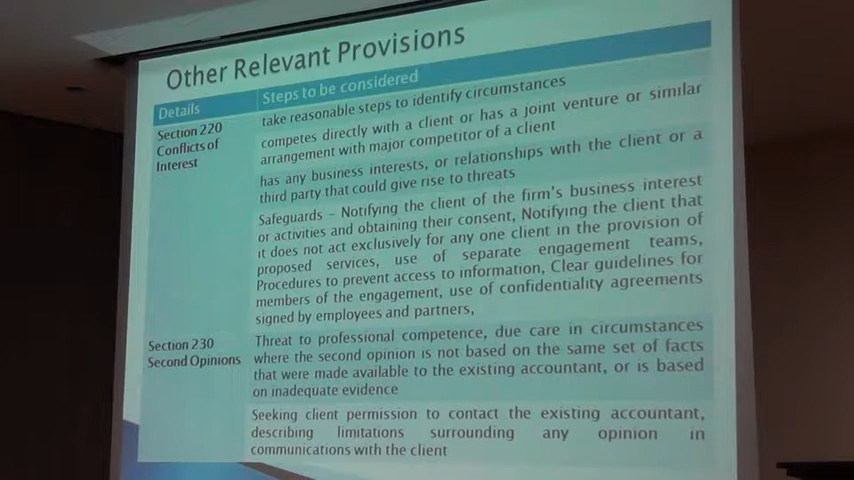 Other Relevant Provisions
Details
Steps to be considered
Section 220
Conflicts of
Interest
take reasonable steps to identify circumstances
competes directly with a client or has a joint venture or similar
arrangement with major competitor of a client
has any business interests, or relationships with the client or a
third party that could give rise to threats
Safeguards – Notifying the client of the firm's business interest
or activities and obtaining their consent, Notifying the client that
it does not act exclusively for any one client in the provision of
proposed services, use of separate engagement teams,
Procedures to prevent access to information, Clear guidelines for
members of the engagement, use of confidentiality agreements
signed by employees and partners,
Section 230
Second Opinions
Threat to professional competence, due care in circumstances
where the second opinion is not based on the same set of facts
that were made available to the existing accountant, or is based
on inadequate evidence
Seeking client permission to contact the existing accountant,
describing limitations surrounding any opinion in
communications with the client